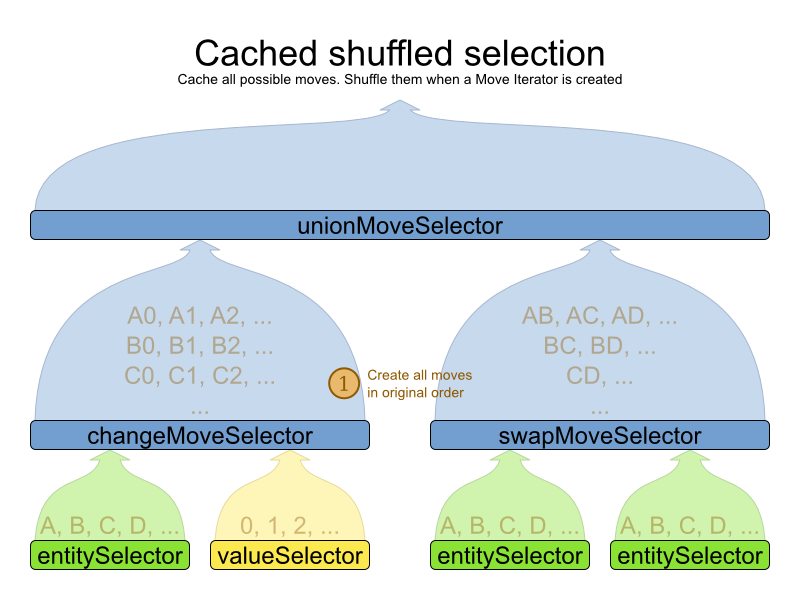 Cached shuffled selection
Cache all possible moves. Shuffle them when a Move Iterator is created
unionMoveSelector
A0, A1, A2, ...
B0, B1, B2, ...
C0, C1, C2, ...
...
AB, AC, AD, ...
BC, BD, ...
CD, ...
...
1
Create all moves
in original order
changeMoveSelector
swapMoveSelector
A, B, C, D, ...
0, 1, 2, ...
A, B, C, D, ...
A, B, C, D, ...
entitySelector
valueSelector
entitySelector
entitySelector